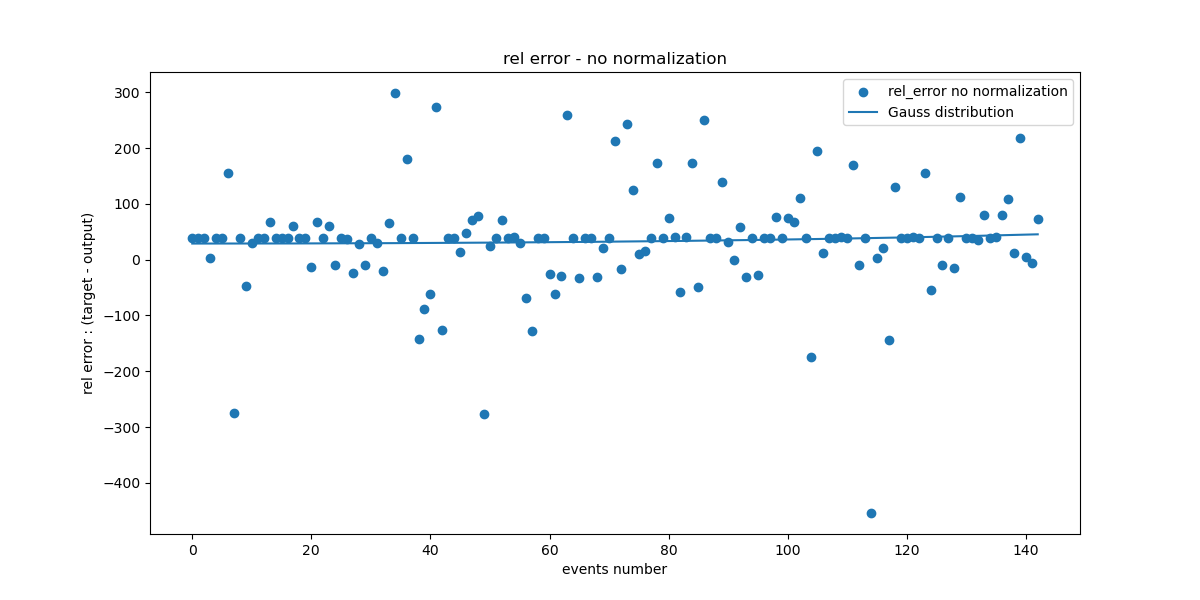 rel error - no normalization
rel_error no normalization
Gauss distribution
300
200
100
0
−100
−200
−300
−400
rel error : (target - output)
0 20 40 60 80 100 120 140
events number